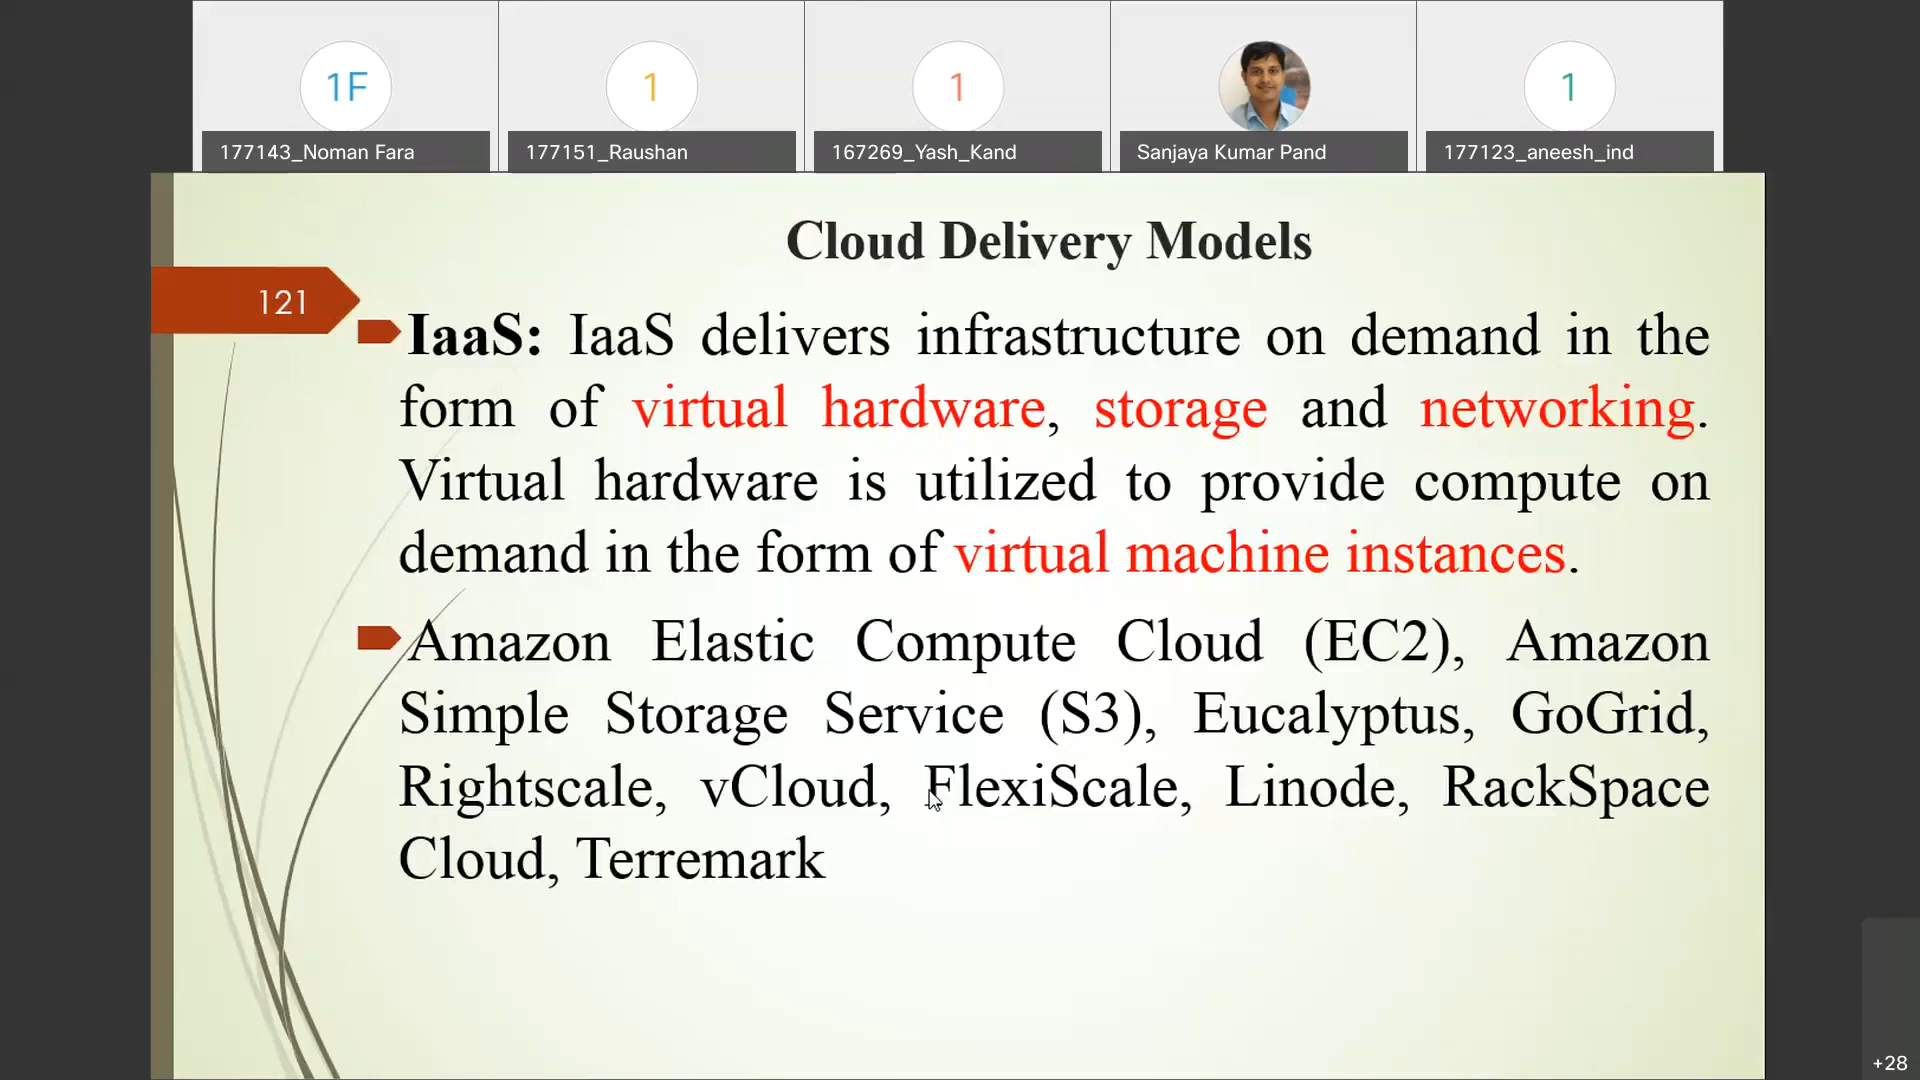 1F
1
1
1
177143_Noman Fara
177151_Raushan
167269_Yash_Kand
Sanjaya Kumar Pand
177123_aneesh_ind
Cloud Delivery Models
121
IaaS: IaaS delivers infrastructure on demand in the
form of virtual hardware, storage and networking.
Virtual hardware is utilized to provide compute on
demand in the form of virtual machine instances.
Amazon Elastic Compute Cloud (EC2), Amazon
Simple Storage Service (S3), Eucalyptus, GoGrid,
Rightscale, vCloud, FlexiScale, Linode, RackSpace
Cloud, Terremark
+28